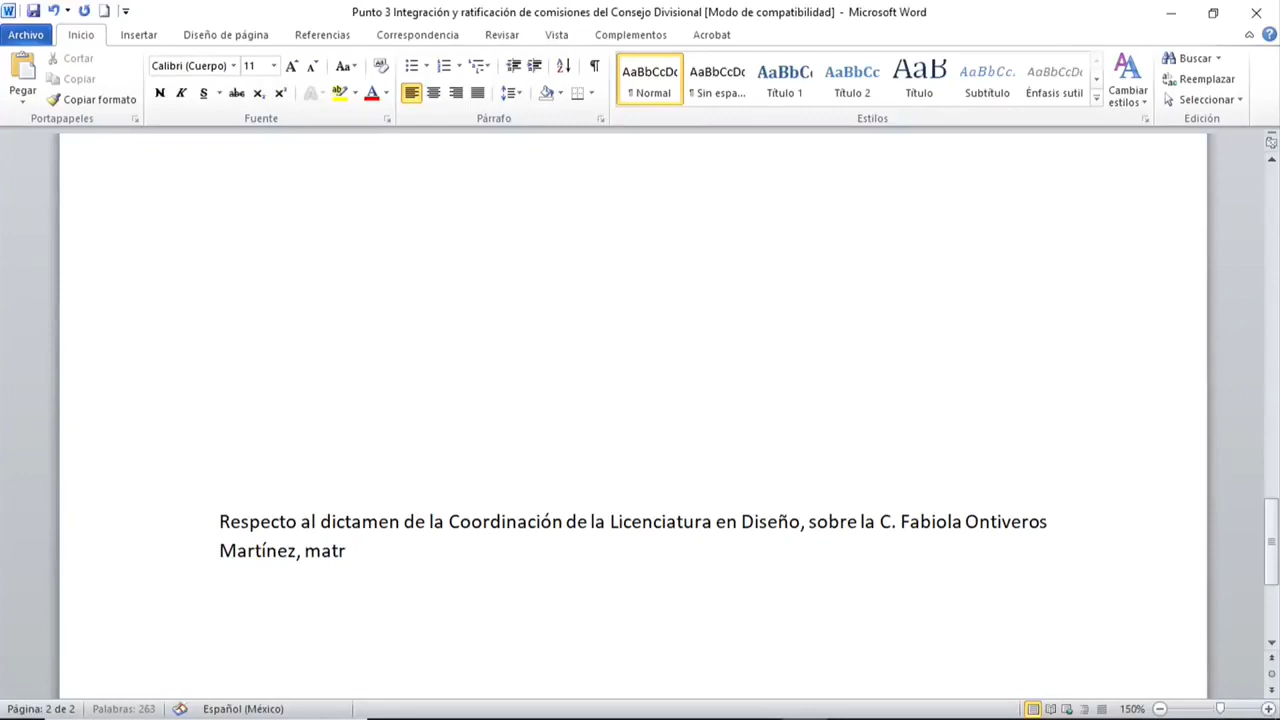 Punto 3 Integración y ratificación de comisiones del Consejo Divisional [Modo de compatibilidad] - Microsoft Word
Archivo Inicio Insertar Diseño de página Referencias Correspondencia Revisar Vista Complementos Acrobat
Pegar
Cortar
Copiar
Copiar formato
Portapapeles
Calibri (Cuerpo) 11
Fuente
Párrafo
AaBbCcDc AaBbCcDc AaBbC AaBbCc AaB AaBbCc. AaBbCcDc
¶ Normal ¶ Sin espa... Título 1 Título 2 Título Subtítulo Énfasis sutil
Estilos
Cambiar
estilos
Buscar
Reemplazar
Seleccionar
Edición
Respecto al dictamen de la Coordinación de la Licenciatura en Diseño, sobre la C. Fabiola Ontiveros
Martínez, matr
Página: 2 de 2 Palabras: 263 Español (México) 150%